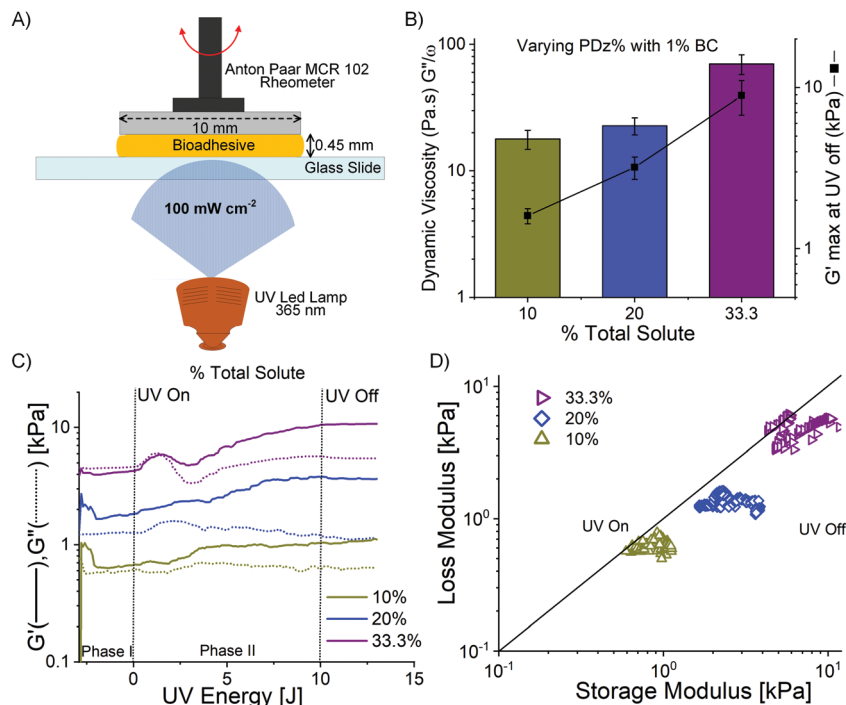 A)
Anton Paar MCR 102
Rheometer
10 mm
Bioadhesive
0.45 mm
Glass Slide
100 mW cm⁻²
UV Led Lamp
365 nm
B)
Varying PDz% with 1% BC
Dynamic Viscosity (Pa.s) G"/ω
100
10
1
10
20
33.3
% Total Solute
10
1
G' max at UV off (kPa)
C)
% Total Solute
UV On
UV Off
G'(——),G"(········) [kPa]
10
1
0.1
10%
20%
33.3%
Phase I
Phase II
0
5
10
15
UV Energy [J]
D)
33.3%
20%
10%
UV On
UV Off
Loss Modulus [kPa]
10¹
10⁰
10⁻¹
10⁻¹
10⁰
10¹
Storage Modulus [kPa]